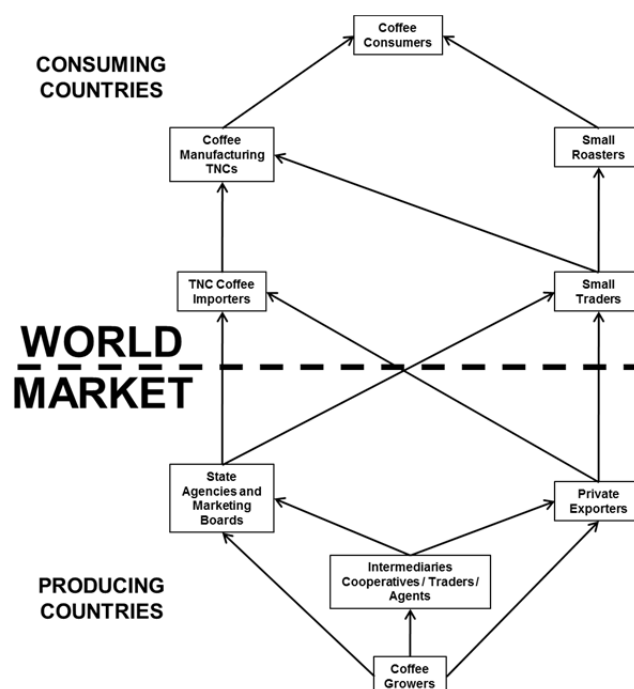 Coffee
Consumers
CONSUMING
COUNTRIES
Coffee
Manufacturing
TNCs
Small
Roasters
TNC Coffee
Importers
Small
Traders
WORLD
MARKET
State
Agencies and
Marketing
Boards
Private
Exporters
Intermediaries
Cooperatives / Traders /
Agents
PRODUCING
COUNTRIES
Coffee
Growers